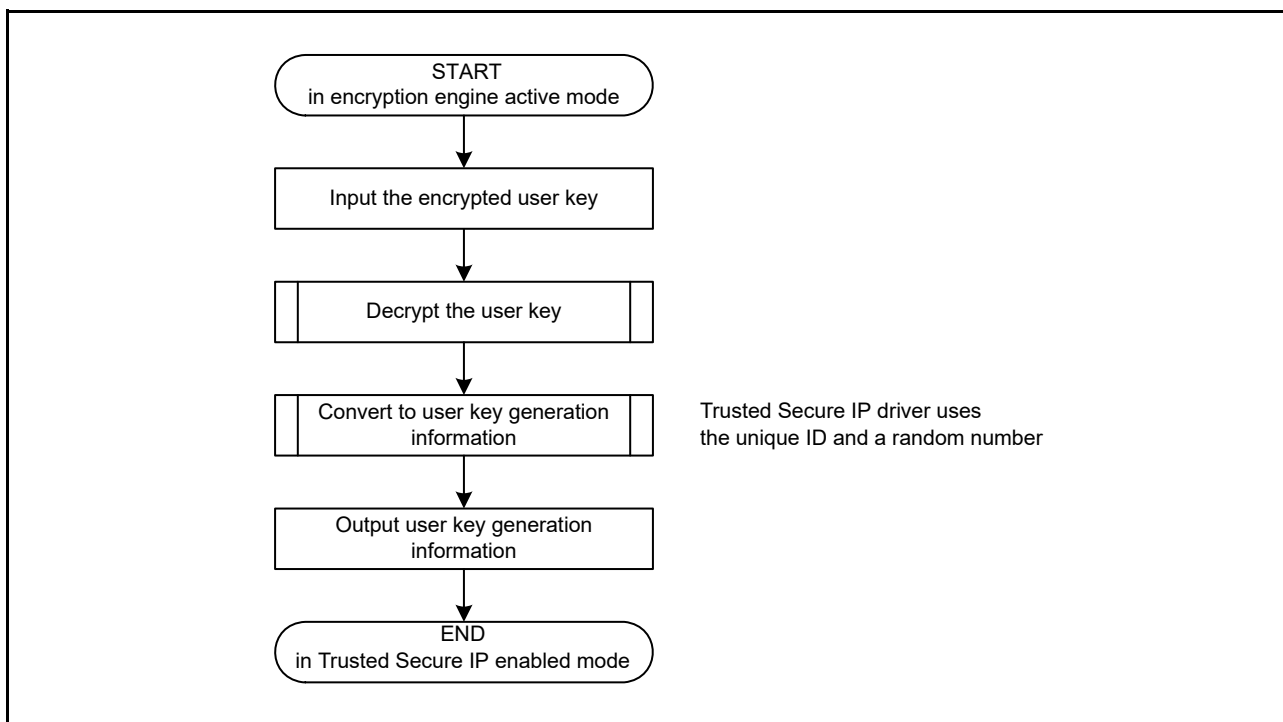 START
in encryption engine active mode
Input the encrypted user key
Decrypt the user key
Convert to user key generation
information
Trusted Secure IP driver uses
the unique ID and a random number
Output user key generation
information
END
in Trusted Secure IP enabled mode